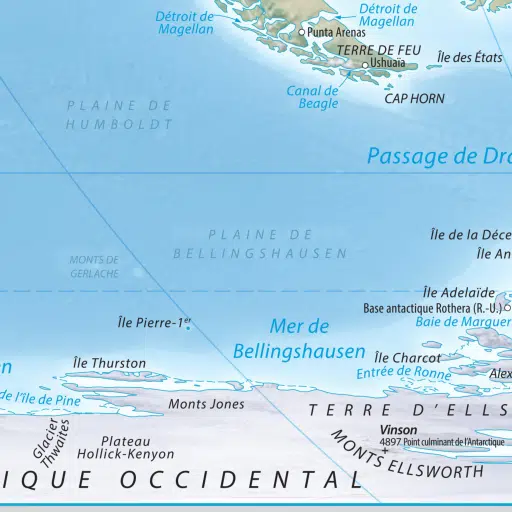 Détroit de
Magellan
Détroit de
Magellan
Punta Arenas
TERRE DE FEU
Ushuaïa
Île des États
Canal de
Beagle
CAP HORN
PLAINE DE
HUMBOLDT
Passage de Dr
PLAINE DE
BELLINGSHAUSEN
Île de la Déce
Île An
MONTS DE
GERLACHE
Île Adelaïde
Base antactique Rothera (R.-U.)
Baie de Marguer
Île Pierre-1er
Mer de
Bellingshausen
Île Charcot
Entrée de Ronne
Alex
en
Île Thurston
de l'île de Pine
Monts Jones
TERRE D'ELLS
Glacier
Thwaites
Plateau
Hollick-Kenyon
Vinson
4897 Point culminant de l'Antarctique
MONTS ELLSWORTH
IQUE OCCIDENTAL